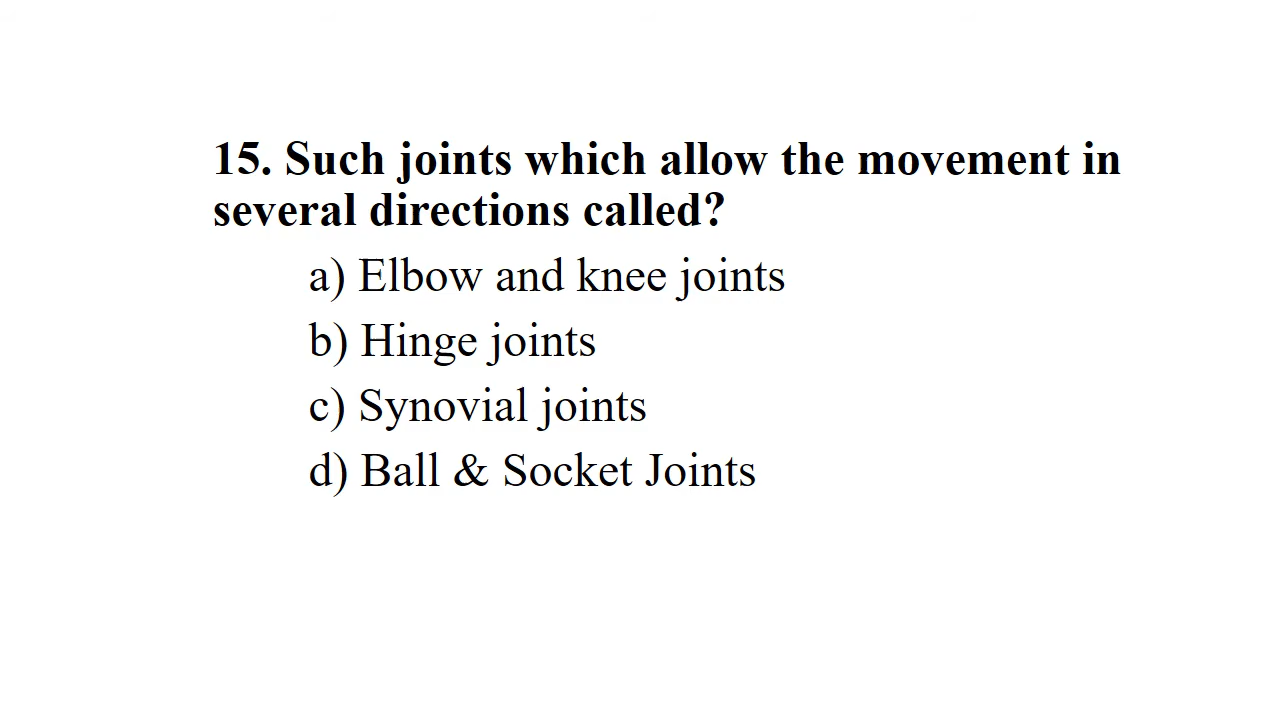 15. Such joints which allow the movement in
several directions called?
a) Elbow and knee joints
b) Hinge joints
c) Synovial joints
d) Ball & Socket Joints